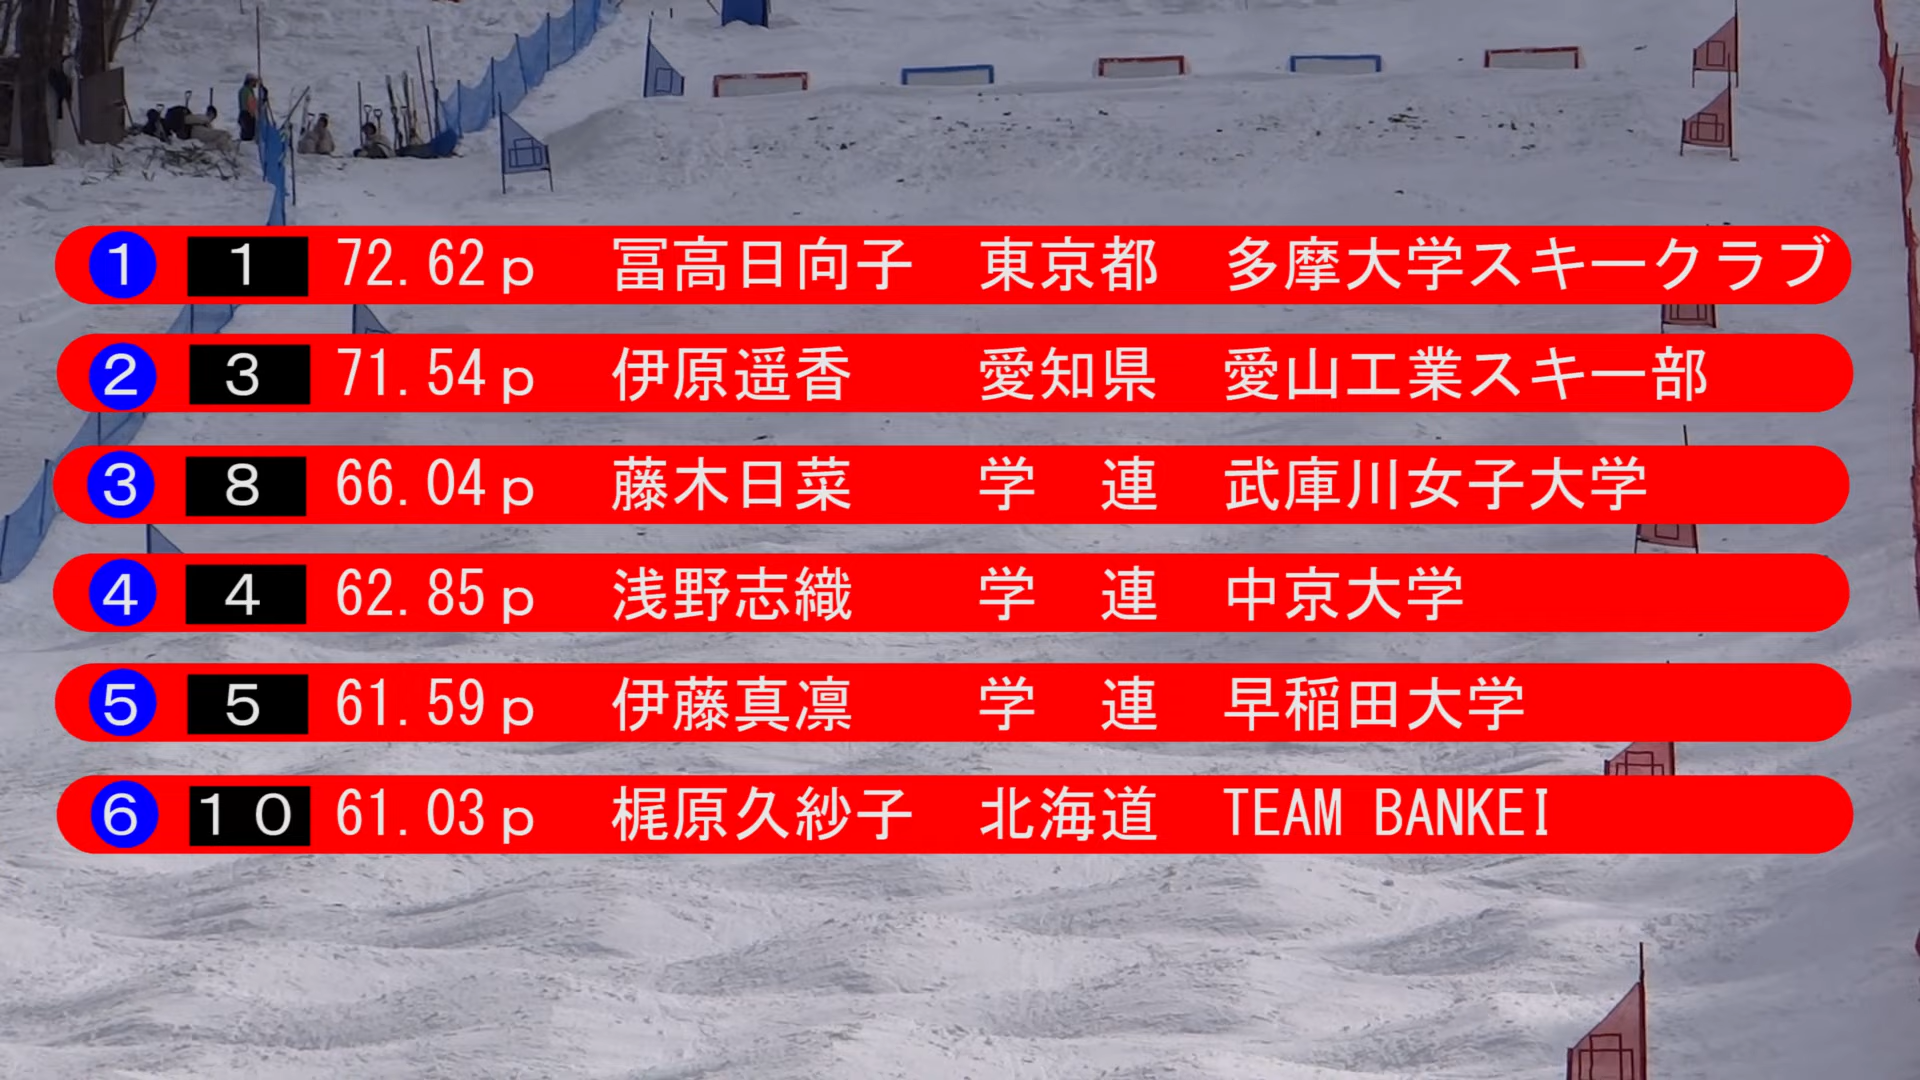 1 1 72.62p 冨高日向子 東京都 多摩大学スキークラブ
2 3 71.54p 伊原遥香 愛知県 愛山工業スキー部
3 8 66.04p 藤木日菜 学 連 武庫川女子大学
4 4 62.85p 浅野志織 学 連 中京大学
5 5 61.59p 伊藤真凛 学 連 早稲田大学
6 10 61.03p 梶原久紗子 北海道 TEAM BANKEI